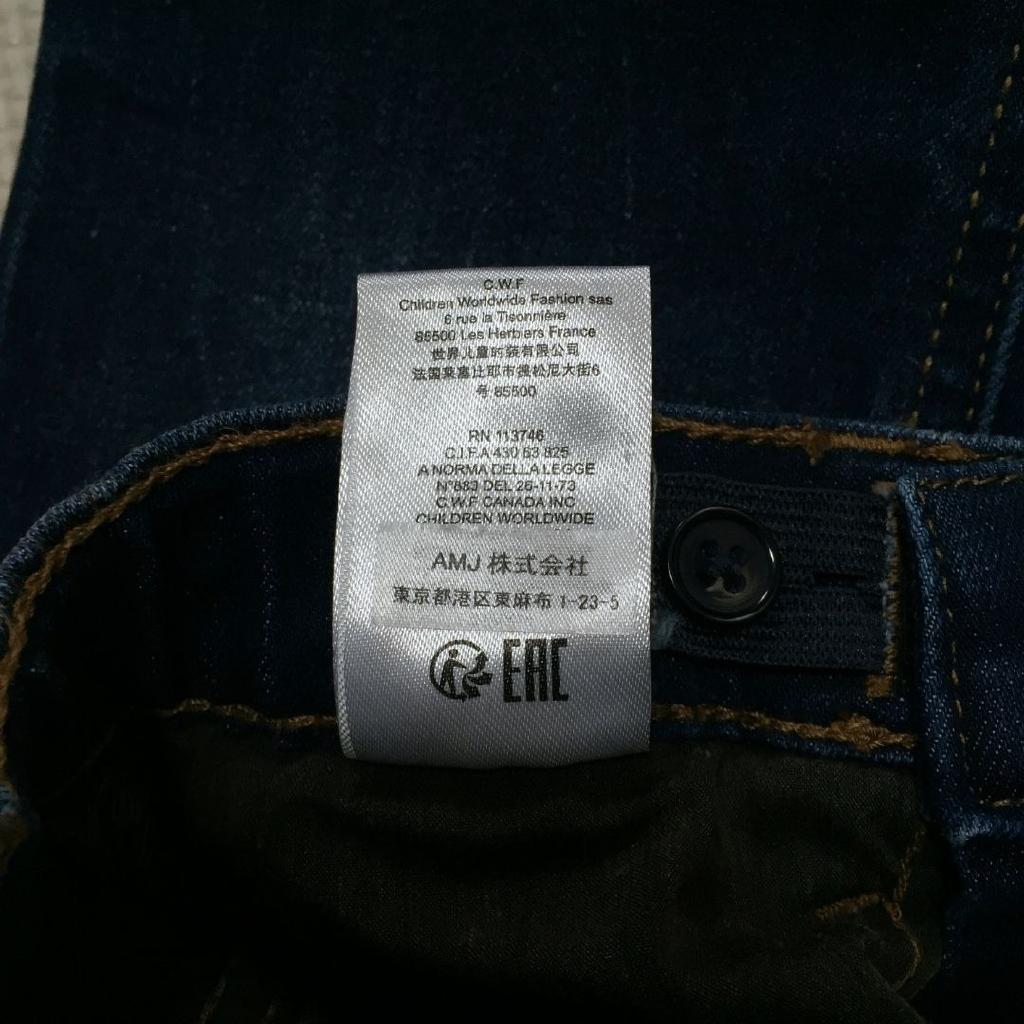 C.W.F
Children Worldwide Fashion sas
6 rue la Tisonnière
85500 Les Herbiers France
世界儿童时装有限公司
法国莱塞比耶市提松尼大街6
号 85500
RN 113746
C.I.F.A 430 63 825
A NORMA DELLA LEGGE
N°883 DEL 26-11-73
C.W.F CANADA INC
CHILDREN WORLDWIDE
AMJ 株式会社
東京都港区東麻布 1-23-5
EAC